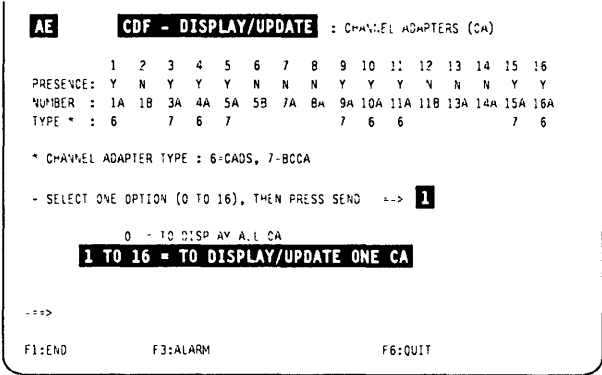 AE CDF - DISPLAY/UPDATE : CHANNEL ADAPTERS (CA)
1 2 3 4 5 6 7 8 9 10 11 12 13 14 15 16
PRESENCE: Y N Y Y Y N N N Y Y Y N N N Y Y
NUMBER : 1A 1B 3A 4A 5A 5B 7A 8A 9A 10A 11A 11B 13A 14A 15A 16A
TYPE * : 6 7 6 7 7 6 6 7 6
* CHANNEL ADAPTER TYPE : 6=CADS, 7-BCCA
- SELECT ONE OPTION (0 TO 16), THEN PRESS SEND ==> 1
0 - TO DISPLAY ALL CA
1 TO 16 = TO DISPLAY/UPDATE ONE CA
===>
F1:END F3:ALARM F6:QUIT